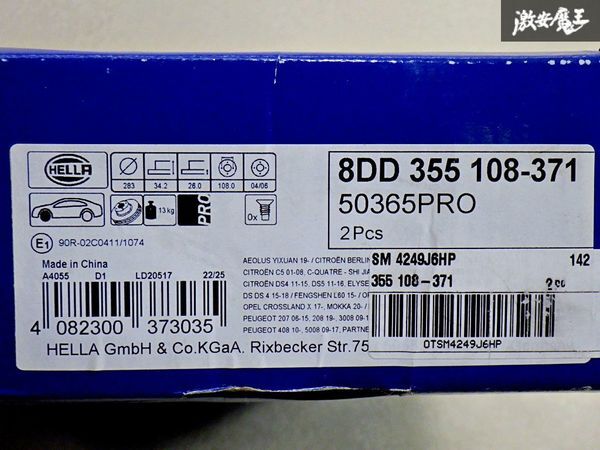 激安魔王
HELLA
283
34.2
26.0
108.0
04/06
13 kg
PRO
0x
8DD 355 108-371
50365PRO
2Pcs
E1 90R-02C0411/1074
Made in China
A4055 D1 LD20517 22/25
4 082300 373035
AEOLUS YIXUAN 19- / CITROËN BERLIN
CITROËN C5 01-08, C-QUATRE - SHI JIA
CITROËN DS4 11-15, DS5 11-16, ELYSE
DS DS 4 15-18 / FENGSHEN L60 15- /
OPEL CROSSLAND X 17-, MOKKA 20- /
PEUGEOT 207 06-15, 208 19-, 3008 09-
PEUGEOT 408 10-, 5008 09-17, PARTNE
HELLA GmbH & Co.KGaA. Rixbecker Str.75
SM 4249J6HP 142
355 108-371
OTSM4249J6HP